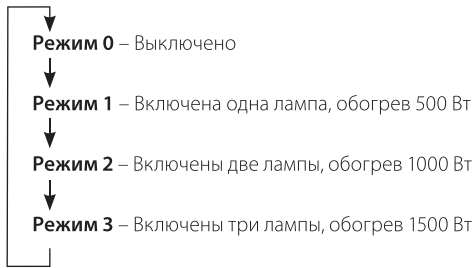 Режим 0 – Выключено
Режим 1 – Включена одна лампа, обогрев 500 Вт
Режим 2 – Включены две лампы, обогрев 1000 Вт
Режим 3 – Включены три лампы, обогрев 1500 Вт